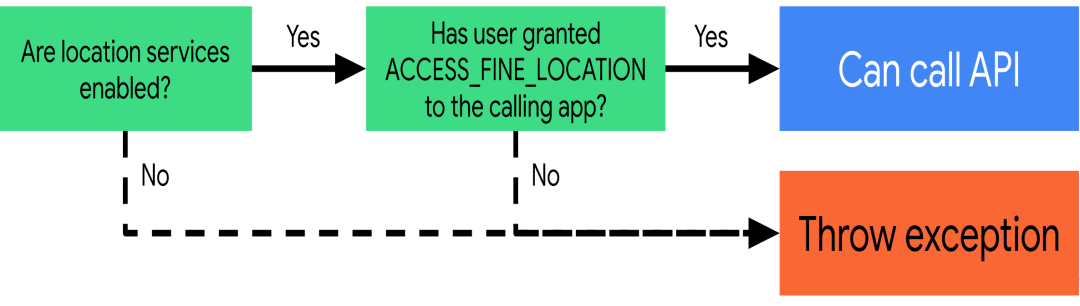 Are location services
enabled?
Yes
Has user granted
ACCESS_FINE_LOCATION
to the calling app?
Yes
Can call API
No
No
Throw exception